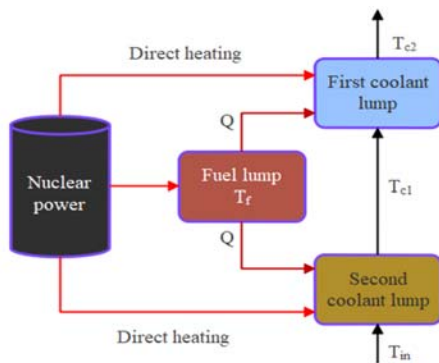 Direct heating
T_c2
First coolant
lump
Q
Nuclear
power
Fuel lump
T_f
T_c1
Q
Second
coolant lump
Direct heating
T_in